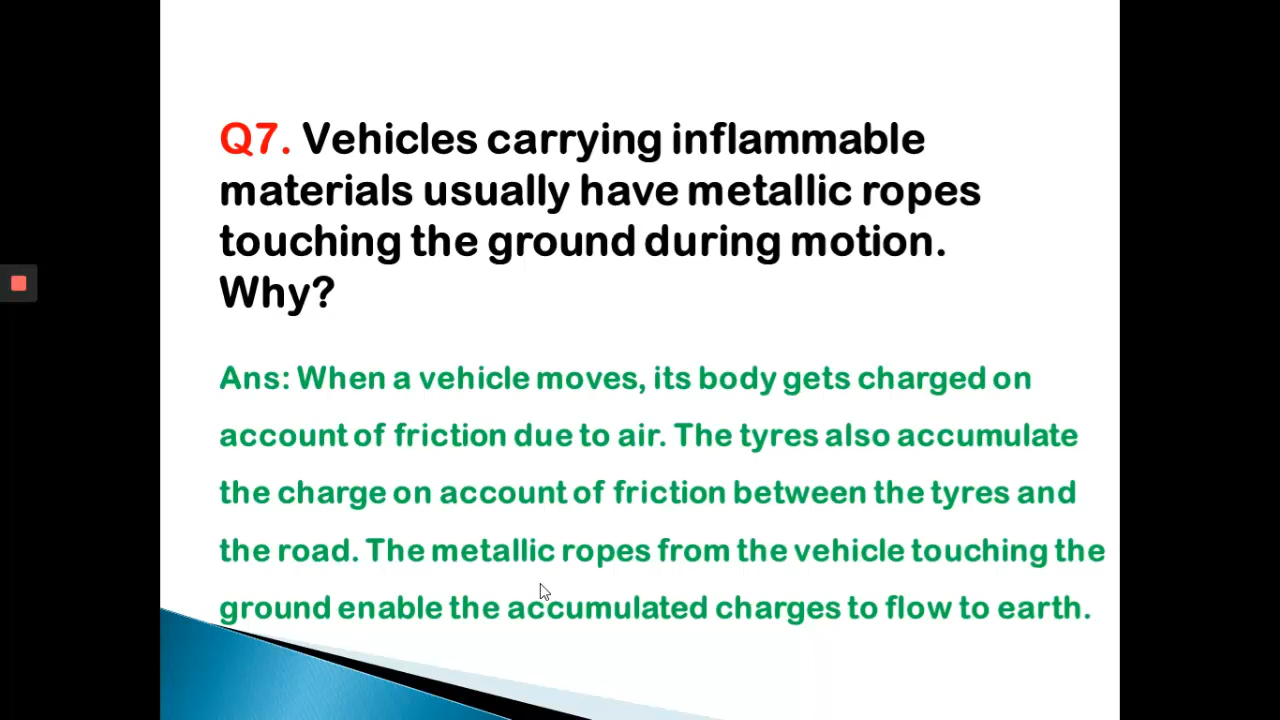 Q7. Vehicles carrying inflammable
materials usually have metallic ropes
touching the ground during motion.
Why?
Ans: When a vehicle moves, its body gets charged on
account of friction due to air. The tyres also accumulate
the charge on account of friction between the tyres and
the road. The metallic ropes from the vehicle touching the
ground enable the accumulated charges to flow to earth.